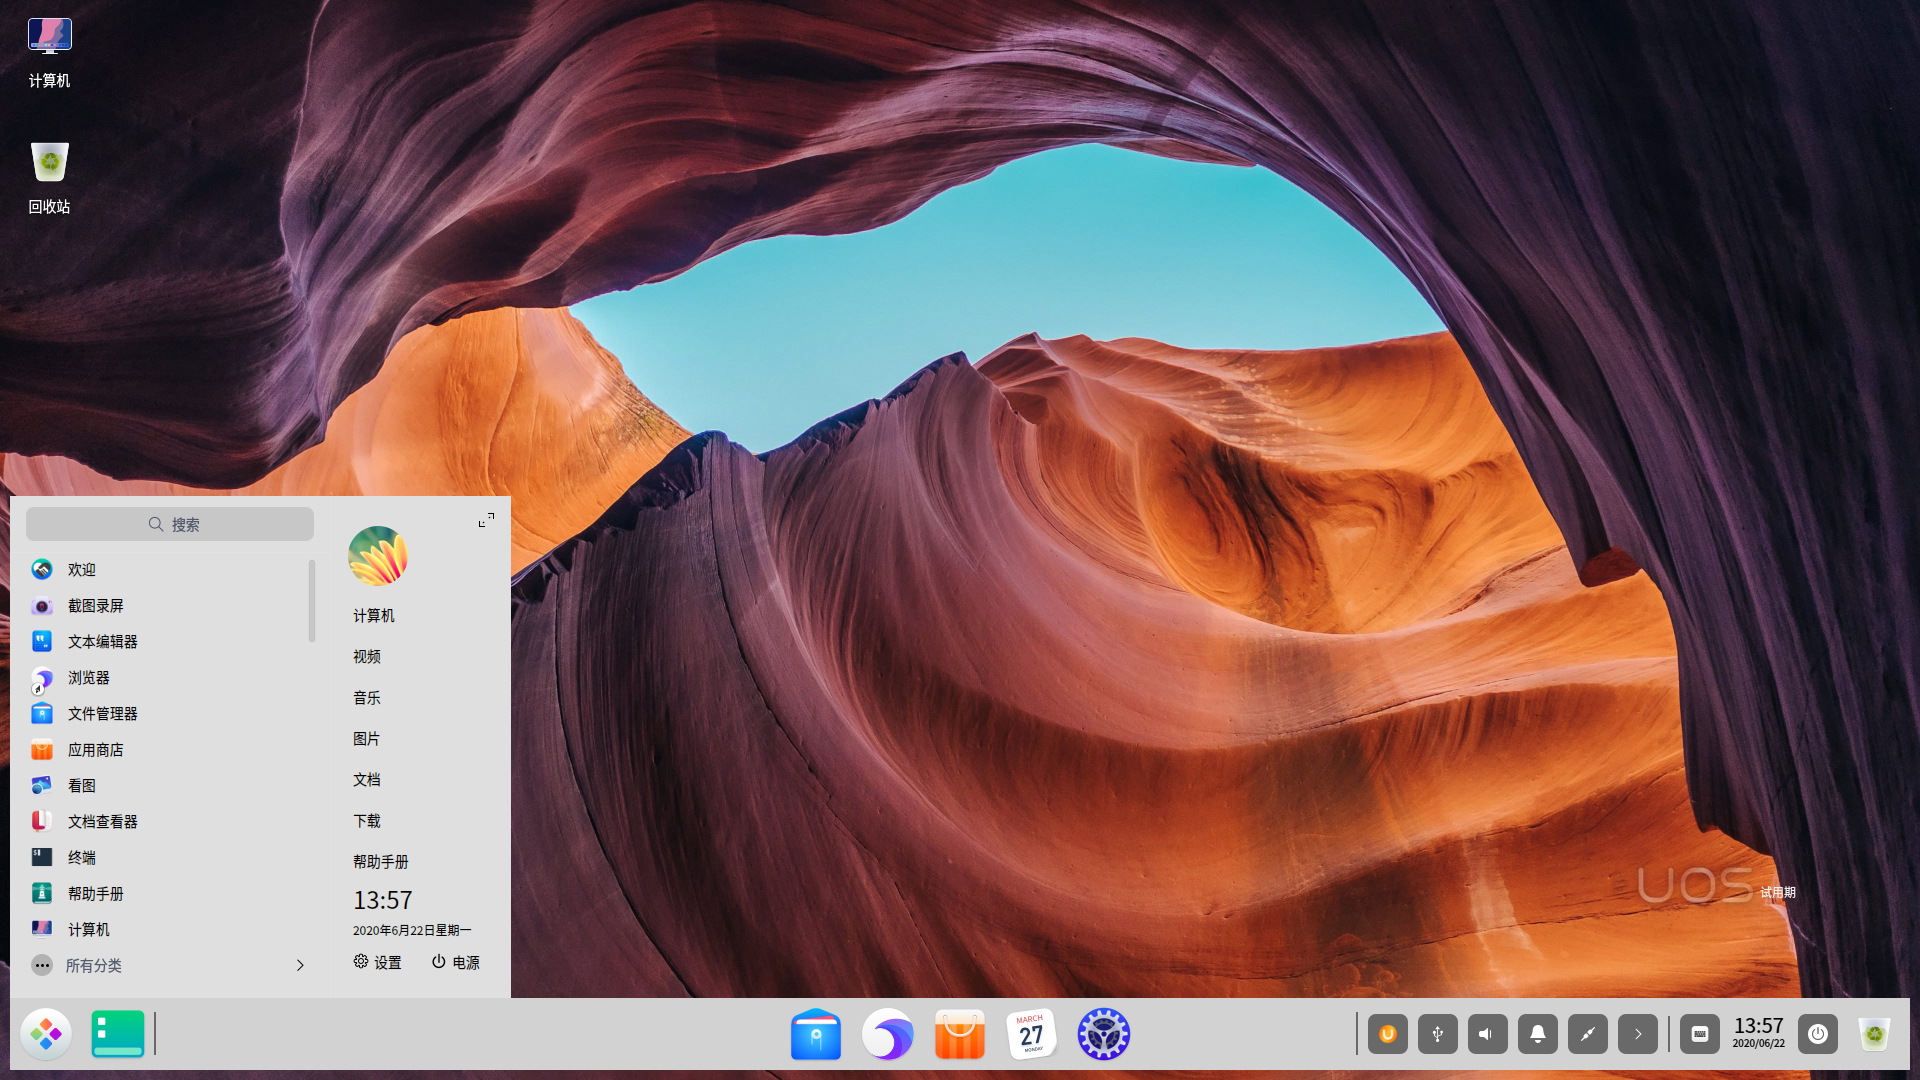 计算机
回收站
搜索
欢迎
截图录屏
文本编辑器
浏览器
文件管理器
应用商店
看图
文档查看器
终端
帮助手册
计算机
所有分类
计算机
视频
音乐
图片
文档
下载
帮助手册
13:57
2020年6月22日星期一
设置
电源
UOS 试用期
MARCH
27
MONDAY
13:57
2020/06/22